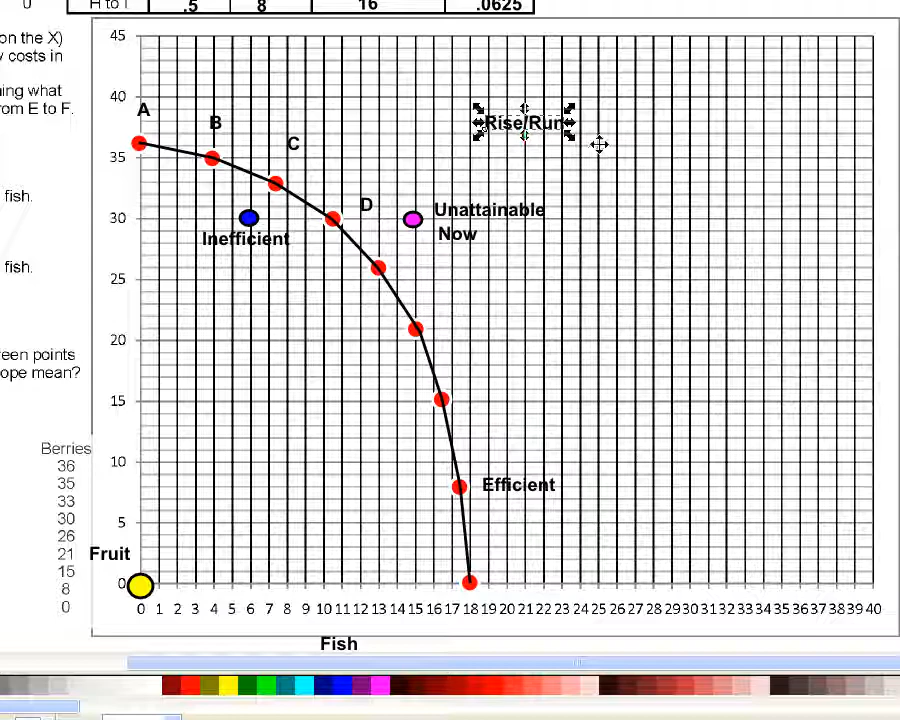 0 H to I .5 8 16 .0625
on the X)
costs in
what
rom E to F.
fish.
fish.
points
ope mean?
Berries
36
35
33
30
26
21
15
8
0
45
40
35
30
25
20
15
10
5
0
A
B
C
D
Rise/Run
Unattainable
Now
Inefficient
Efficient
Fruit
0 1 2 3 4 5 6 7 8 9 10 11 12 13 14 15 16 17 18 19 20 21 22 23 24 25 26 27 28 29 30 31 32 33 34 35 36 37 38 39 40
Fish